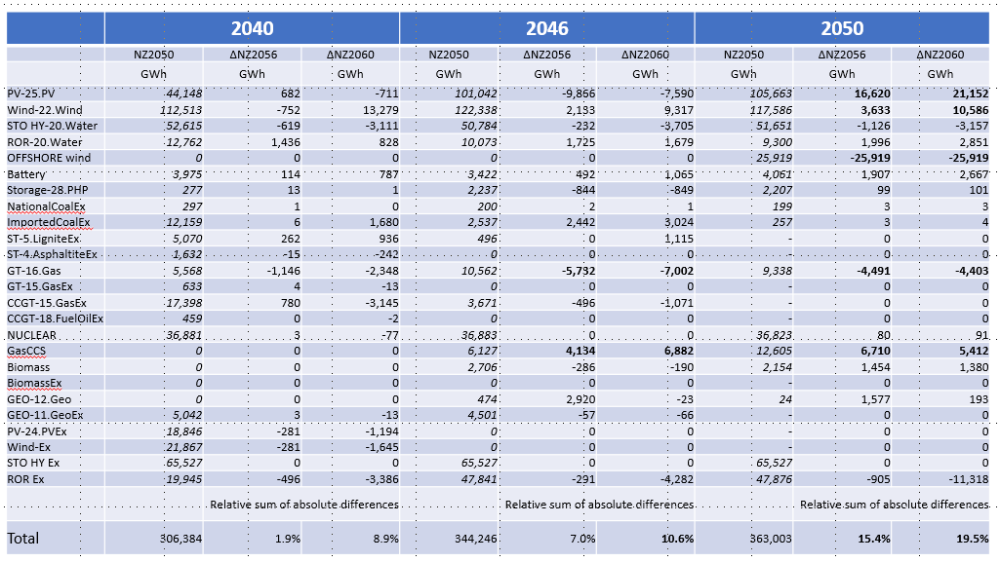 2040 2046 2050
NZ2050 ΔNZ2056 ΔNZ2060 NZ2050 ΔNZ2056 ΔNZ2060 NZ2050 ΔNZ2056 ΔNZ2060
GWh GWh GWh GWh GWh GWh GWh GWh GWh
PV-25.PV 44,148 682 -711 101,042 -9,866 -7,590 105,663 16,620 21,152
Wind-22.Wind 112,513 -752 13,279 122,338 2,133 9,317 117,586 3,633 10,586
STO HY-20.Water 52,615 -619 -3,111 50,784 -232 -3,705 51,651 -1,126 -3,157
ROR-20.Water 12,762 1,436 828 10,073 1,725 1,679 9,300 1,996 2,851
OFFSHORE wind 0 0 0 0 0 0 25,919 -25,919 -25,919
Battery 3,975 114 787 3,422 492 1,065 4,061 1,907 2,667
Storage-28.PHP 277 13 1 2,237 -844 -849 2,207 99 101
NationalCoalEx 297 1 0 200 2 1 199 3 3
ImportedCoalEx 12,159 6 1,680 2,537 2,442 3,024 257 3 4
ST-5.LigniteEx 5,070 262 936 496 0 1,115 - 0 0
ST-4.AsphaltiteEx 1,632 -15 -242 0 0 0 - 0 0
GT-16.Gas 5,568 -1,146 -2,348 10,562 -5,732 -7,002 9,338 -4,491 -4,403
GT-15.GasEx 633 4 -13 0 0 0 - 0 0
CCGT-15.GasEx 17,398 780 -3,145 3,671 -496 -1,071 - 0 0
CCGT-18.FuelOilEx 459 0 -2 0 0 0 - 0 0
NUCLEAR 36,881 3 -77 36,883 0 0 36,823 80 91
GasCCS 0 0 0 6,127 4,134 6,882 12,605 6,710 5,412
Biomass 0 0 0 2,706 -286 -190 2,154 1,454 1,380
BiomassEx 0 0 0 0 0 0 - 0 0
GEO-12.Geo 0 0 0 474 2,920 -23 24 1,577 193
GEO-11.GeoEx 5,042 3 -13 4,501 -57 -66 - 0 0
PV-24.PVEx 18,846 -281 -1,194 0 0 0 - 0 0
Wind-Ex 21,867 -281 -1,645 0 0 0 - 0 0
STO HY Ex 65,527 0 0 65,527 0 0 65,527 0 0
ROR Ex 19,945 -496 -3,386 47,841 -291 -4,282 47,876 -905 -11,318
Relative sum of absolute differences Relative sum of absolute differences Relative sum of absolute differences
Total 306,384 1.9% 8.9% 344,246 7.0% 10.6% 363,003 15.4% 19.5%